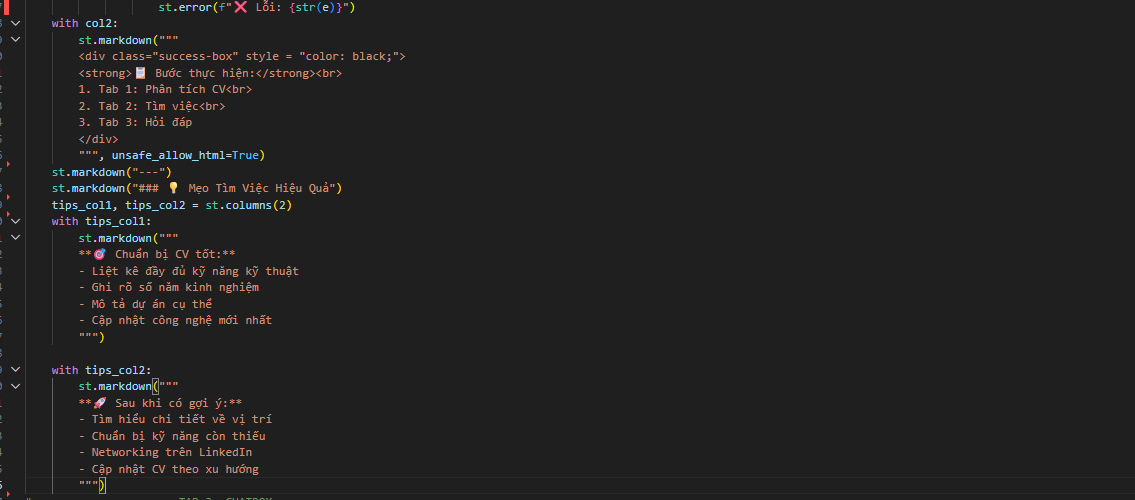 st.error(f"❌ Lỗi: {str(e)}")
with col2:
st.markdown("""
<div class="success-box" style = "color: black;">
<strong>📋 Bước thực hiện:</strong><br>
1. Tab 1: Phân tích CV<br>
2. Tab 2: Tìm việc<br>
3. Tab 3: Hỏi đáp
</div>
""", unsafe_allow_html=True)
st.markdown("---")
st.markdown("### 💡 Mẹo Tìm Việc Hiệu Quả")
tips_col1, tips_col2 = st.columns(2)
with tips_col1:
st.markdown("""
**🎯 Chuẩn bị CV tốt:**
- Liệt kê đầy đủ kỹ năng kỹ thuật
- Ghi rõ số năm kinh nghiệm
- Mô tả dự án cụ thể
- Cập nhật công nghệ mới nhất
""")
with tips_col2:
st.markdown("""
**🚀 Sau khi có gợi ý:**
- Tìm hiểu chi tiết về vị trí
- Chuẩn bị kỹ năng còn thiếu
- Networking trên LinkedIn
- Cập nhật CV theo xu hướng
""")